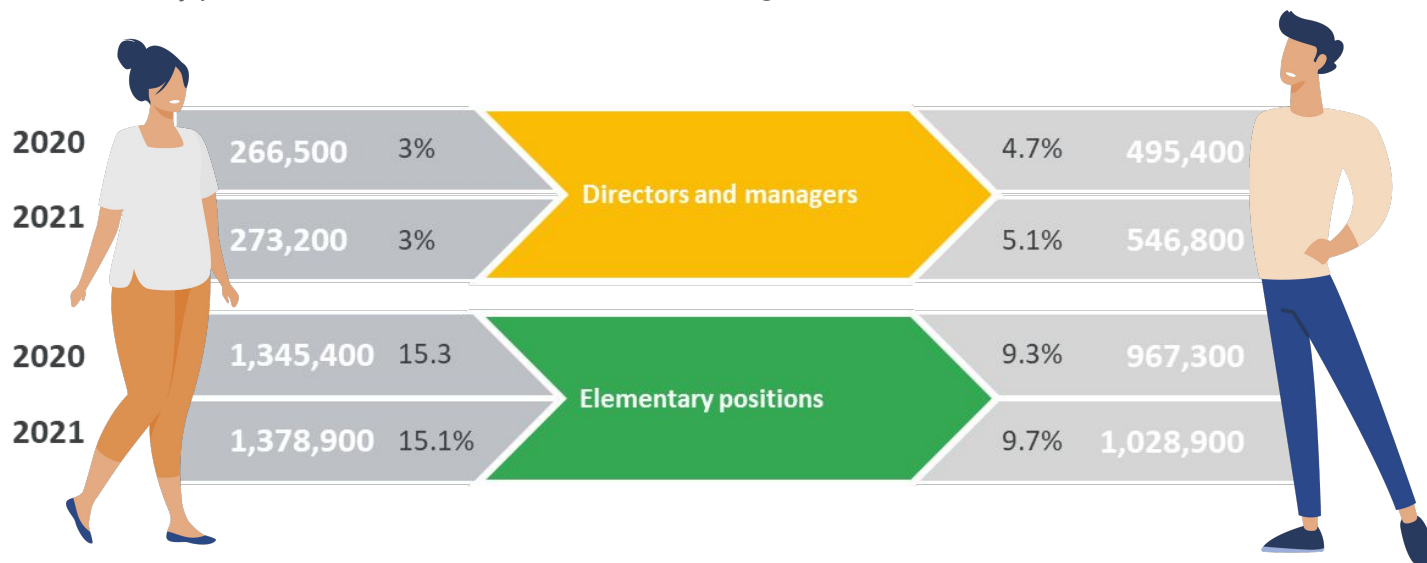 2020 266,500 3% 4.7% 495,400
Directors and managers
2021 273,200 3% 5.1% 546,800
2020 1,345,400 15.3 9.3% 967,300
Elementary positions
2021 1,378,900 15.1% 9.7% 1,028,900